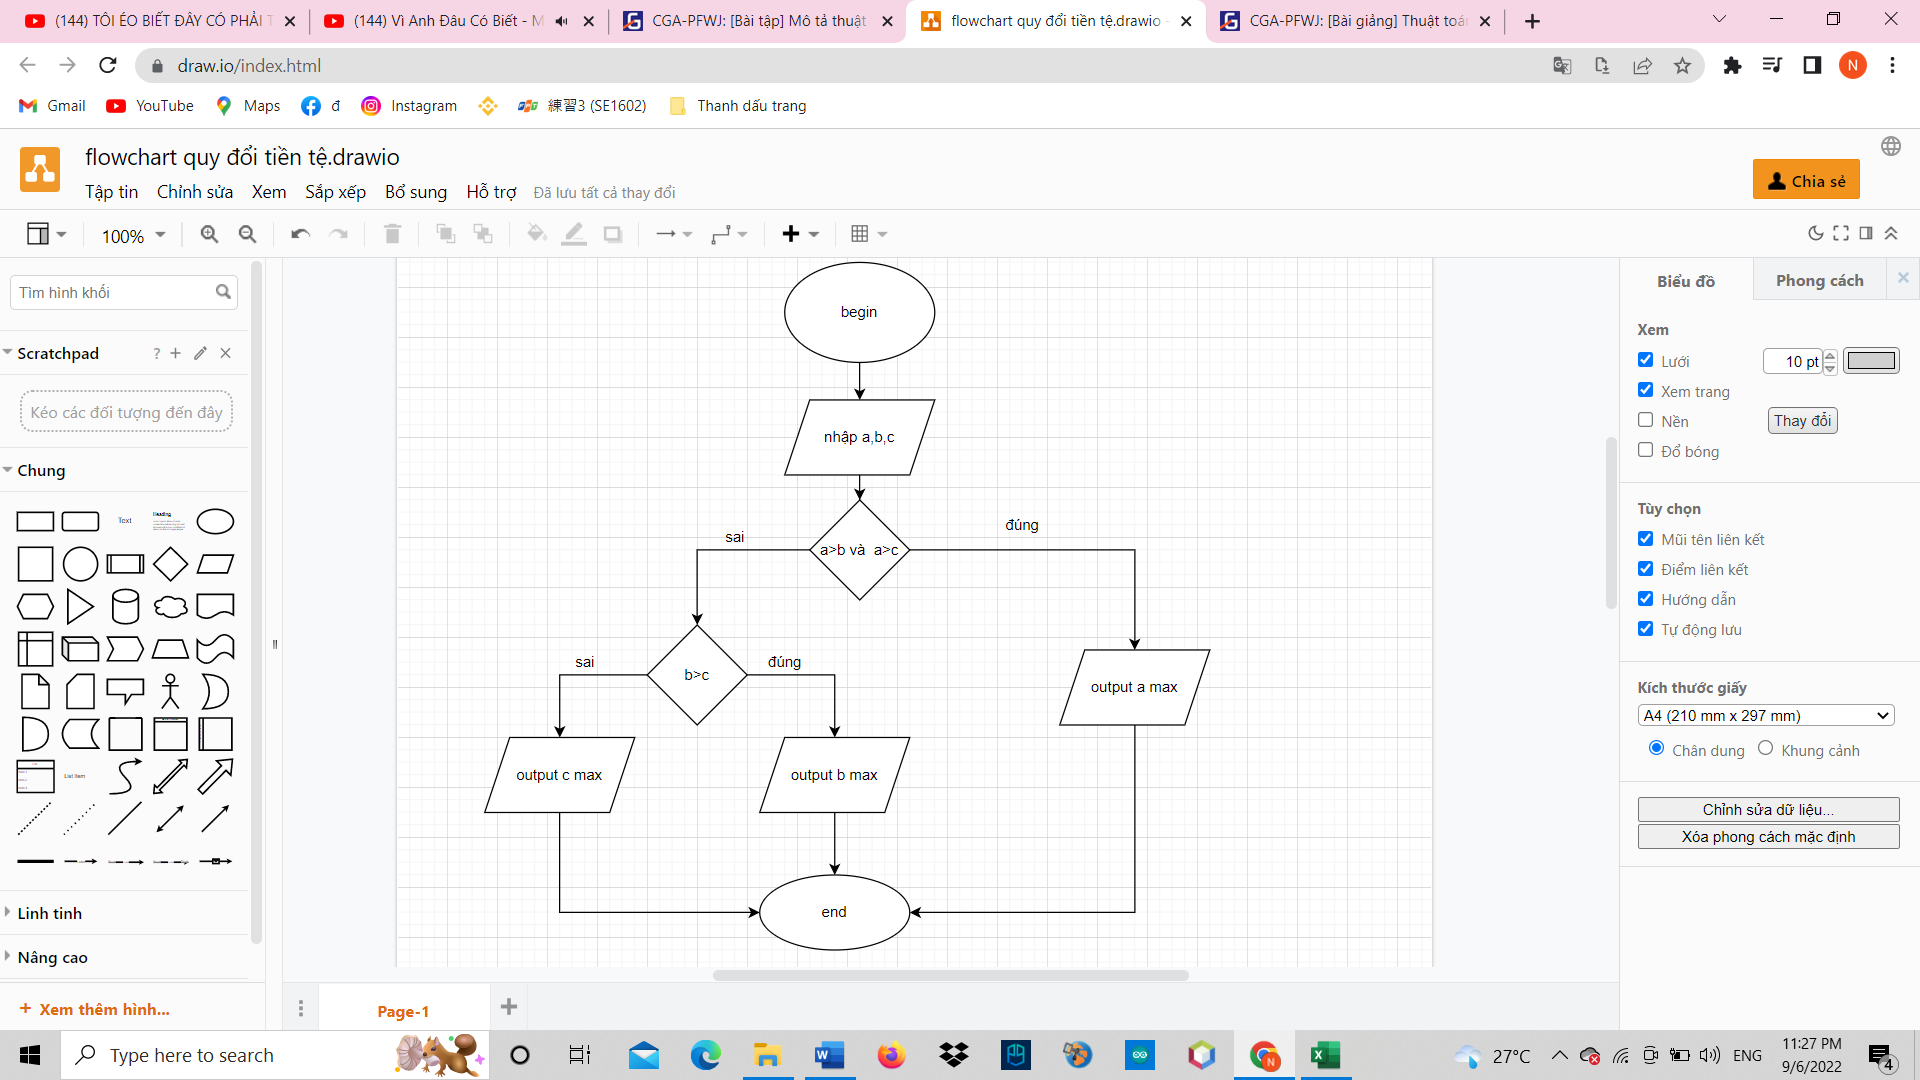 (144) TÔI ÉO BIẾT ĐÂY CÓ PHẢI T
(144) Vì Anh Đâu Có Biết - M
CGA-PFWJ: [Bài tập] Mô tả thuật
flowchart quy đổi tiền tệ.drawio -
CGA-PFWJ: [Bài giảng] Thuật toán
draw.io/index.html
N
Gmail
YouTube
Maps
đ
Instagram
練習3 (SE1602)
Thanh dấu trang
flowchart quy đổi tiền tệ.drawio
Tập tin
Chỉnh sửa
Xem
Sắp xếp
Bổ sung
Hỗ trợ
Đã lưu tất cả thay đổi
Chia sẻ
100%
Tìm hình khối
Scratchpad
?
Kéo các đối tượng đến đây
Chung
Text
Heading
List Item
Linh tinh
Nâng cao
+ Xem thêm hình...
begin
nhập a,b,c
a>b và a>c
sai
đúng
b>c
sai
đúng
output a max
output c max
output b max
end
Page-1
Biểu đồ
Phong cách
Xem
Lưới
10 pt
Xem trang
Nền
Thay đổi
Đổ bóng
Tùy chọn
Mũi tên liên kết
Điểm liên kết
Hướng dẫn
Tự động lưu
Kích thước giấy
A4 (210 mm x 297 mm)
Chân dung
Khung cảnh
Chỉnh sửa dữ liệu...
Xóa phong cách mặc định
Type here to search
27°C
ENG
11:27 PM
9/6/2022
4